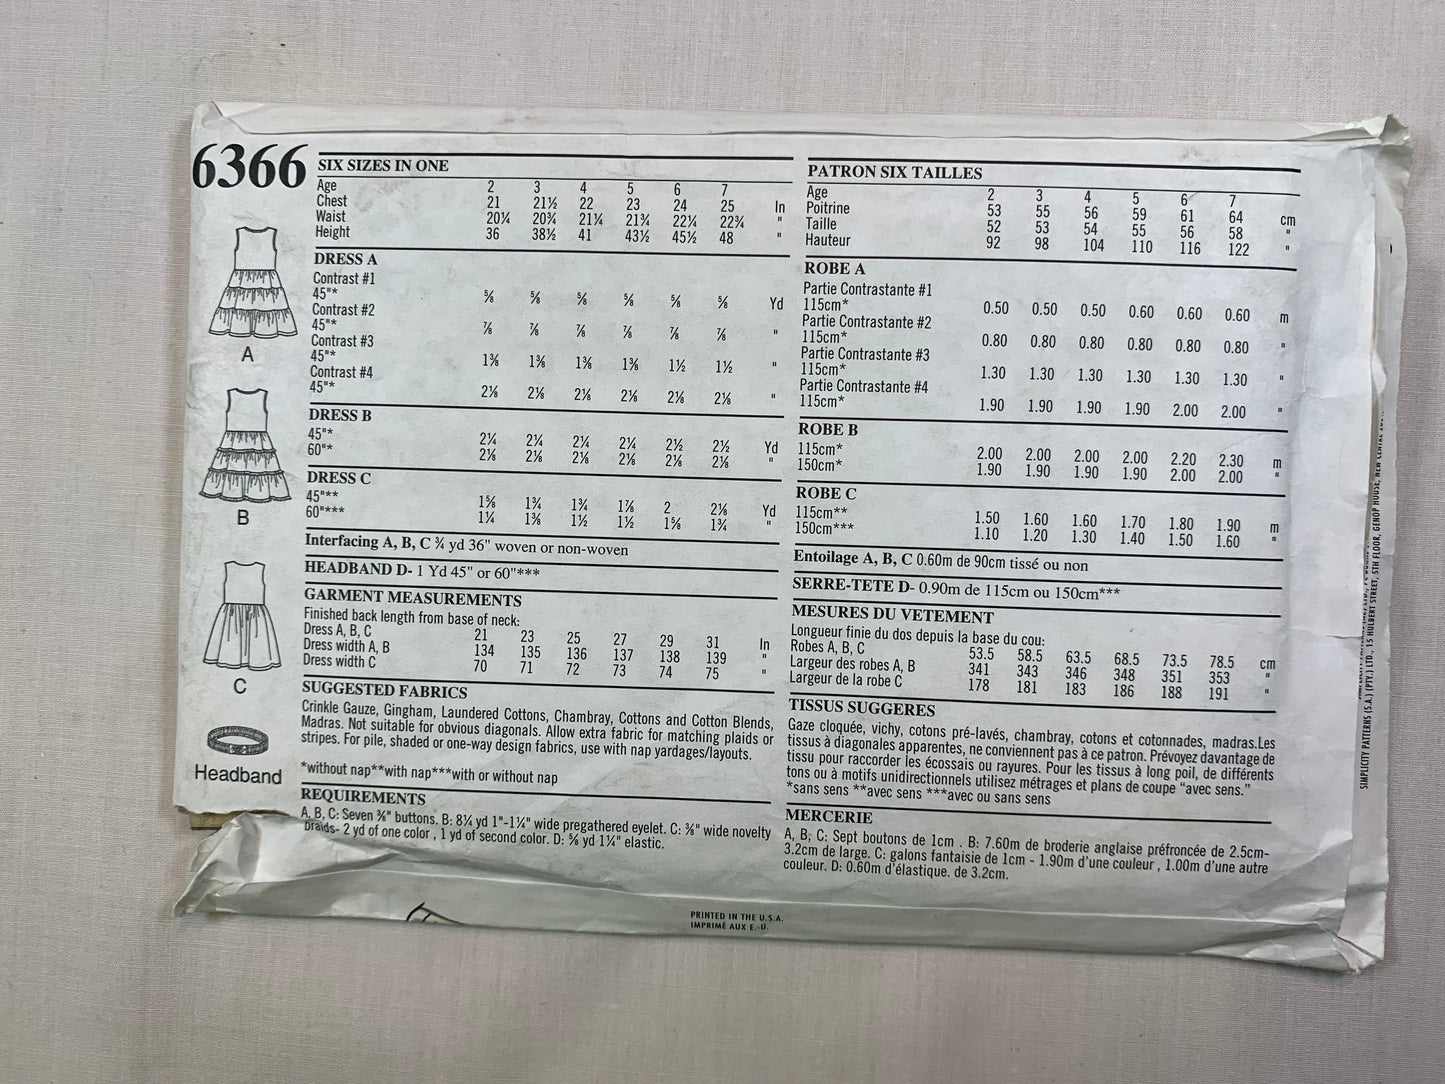 6366
SIX SIZES IN ONE
Age 2 3 4 5 6 7
Chest 21 21½ 22 23 24 25 In
Waist 20¼ 20¾ 21¼ 21¾ 22¼ 22¾ "
Height 36 38½ 41 43½ 45½ 48 "
DRESS A
Contrast #1
45"* ⅝ ⅝ ⅝ ⅝ ⅝ ⅝ Yd
Contrast #2
45"* ⅞ ⅞ ⅞ ⅞ ⅞ ⅞ "
Contrast #3
45"* 1⅜ 1⅜ 1⅜ 1⅜ 1½ 1½ "
Contrast #4
45"* 2⅛ 2⅛ 2⅛ 2⅛ 2⅛ 2⅛ "
DRESS B
45"* 2¼ 2¼ 2¼ 2¼ 2½ 2½ Yd
60"* 2⅛ 2⅛ 2⅛ 2⅛ 2⅛ 2⅛ "
DRESS C
45"** 1⅝ 1¾ 1¾ 1⅞ 2 2⅛ Yd
60"*** 1¼ 1⅜ 1½ 1½ 1⅝ 1¾ "
Interfacing A, B, C ¾ yd 36" woven or non-woven
HEADBAND D- 1 Yd 45" or 60"***
GARMENT MEASUREMENTS
Finished back length from base of neck:
Dress A, B, C 21 23 25 27 29 31 In
Dress width A, B 134 135 136 137 138 139 "
Dress width C 70 71 72 73 74 75 "
SUGGESTED FABRICS
Crinkle Gauze, Gingham, Laundered Cottons, Chambray, Cottons and Cotton Blends,
Madras. Not suitable for obvious diagonals. Allow extra fabric for matching plaids or
stripes. For pile, shaded or one-way design fabrics, use with nap yardages/layouts.
*without nap**with nap***with or without nap
REQUIREMENTS
A, B, C: Seven ⅜" buttons. B: 8¼ yd 1"-1¼" wide pregathered eyelet. C: ⅜" wide novelty
braids- 2 yd of one color , 1 yd of second color. D: ⅝ yd 1¼" elastic.
A
B
C
Headband
PATRON SIX TAILLES
Age 2 3 4 5 6 7
Poitrine 53 55 56 59 61 64 cm
Taille 52 53 54 55 56 58 "
Hauteur 92 98 104 110 116 122 "
ROBE A
Partie Contrastante #1
115cm* 0.50 0.50 0.50 0.60 0.60 0.60 m
Partie Contrastante #2
115cm* 0.80 0.80 0.80 0.80 0.80 0.80 "
Partie Contrastante #3
115cm* 1.30 1.30 1.30 1.30 1.30 1.30 "
Partie Contrastante #4
115cm* 1.90 1.90 1.90 1.90 2.00 2.00 "
ROBE B
115cm* 2.00 2.00 2.00 2.00 2.20 2.30 m
150cm* 1.90 1.90 1.90 1.90 2.00 2.00 "
ROBE C
115cm** 1.50 1.60 1.60 1.70 1.80 1.90 m
150cm*** 1.10 1.20 1.30 1.40 1.50 1.60 "
Entoilage A, B, C 0.60m de 90cm tissé ou non
SERRE-TETE D- 0.90m de 115cm ou 150cm***
MESURES DU VETEMENT
Longueur finie du dos depuis la base du cou:
Robes A, B, C 53.5 58.5 63.5 68.5 73.5 78.5 cm
Largeur des robes A, B 341 343 346 348 351 353 "
Largeur de la robe C 178 181 183 186 188 191 "
TISSUS SUGGERES
Gaze cloquée, vichy, cotons pré-lavés, chambray, cotons et cotonnades, madras.Les
tissus à diagonales apparentes, ne conviennent pas à ce patron. Prévoyez davantage de
tissu pour raccorder les écossais ou rayures. Pour les tissus à long poil, de différents
tons ou à motifs unidirectionnels utilisez métrages et plans de coupe "avec sens."
*sans sens **avec sens ***avec ou sans sens
MERCERIE
A, B, C: Sept boutons de 1cm . B: 7.60m de broderie anglaise préfroncée de 2.5cm-
3.2cm de large. C: galons fantaisie de 1cm - 1.90m d'une couleur , 1.00m d'une autre
couleur. D: 0.60m d'élastique. de 3.2cm.
PRINTED IN THE U.S.A.
IMPRIMÉ AUX E.-U.
SIMPLICITY PATTERNS (S.A.) (PTY.) LTD., 15 HULBERT STREET, 5TH FLOOR, GENOP HOUSE, NEW CENTRE